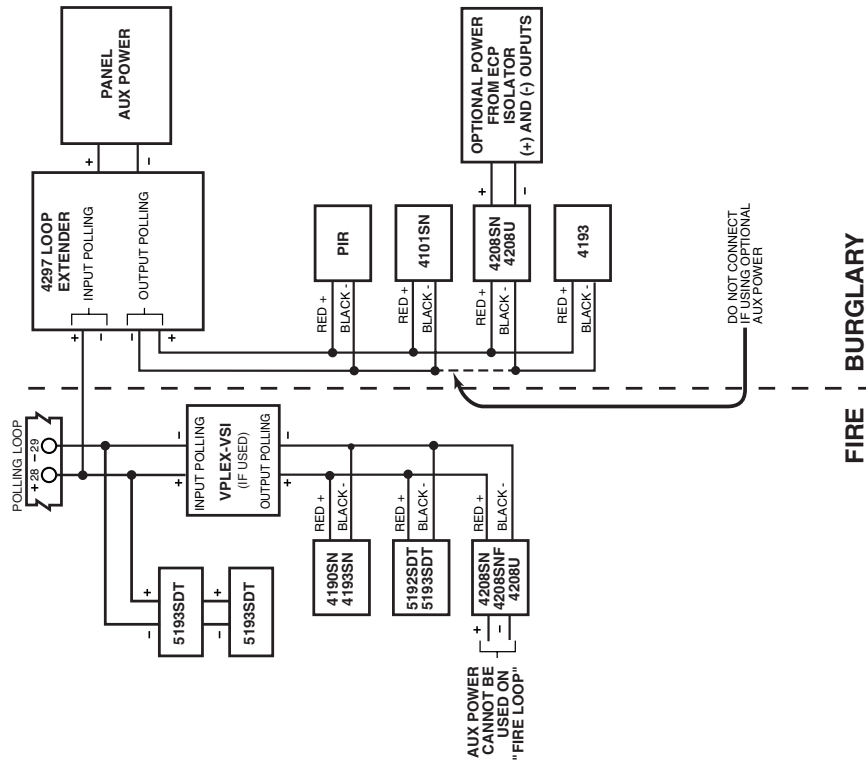 POLLING LOOP
+ 28
− 29
4297 LOOP
EXTENDER
PANEL
AUX POWER
+
−
+
−
INPUT POLLING
−
+
OUTPUT POLLING
+
−
INPUT POLLING
VPLEX-VSI
(IF USED)
OUTPUT POLLING
+
−
−
+
5193SDT
−
+
5193SDT
−
+
RED +
BLACK -
PIR
RED +
BLACK -
4101SN
RED +
BLACK -
4208SN
4208U
+
−
OPTIONAL POWER
FROM ECP
ISOLATOR
(+) AND (-) OUPUTS
RED +
BLACK -
4193
RED +
BLACK -
4190SN
4193SN
RED +
BLACK -
5192SDT
5193SDT
RED +
BLACK -
4208SN
4208SNF
4208U
+
−
AUX POWER
CANNOT BE
USED ON
"FIRE LOOP"
DO NOT CONNECT
IF USING OPTIONAL
AUX POWER
FIRE
BURGLARY